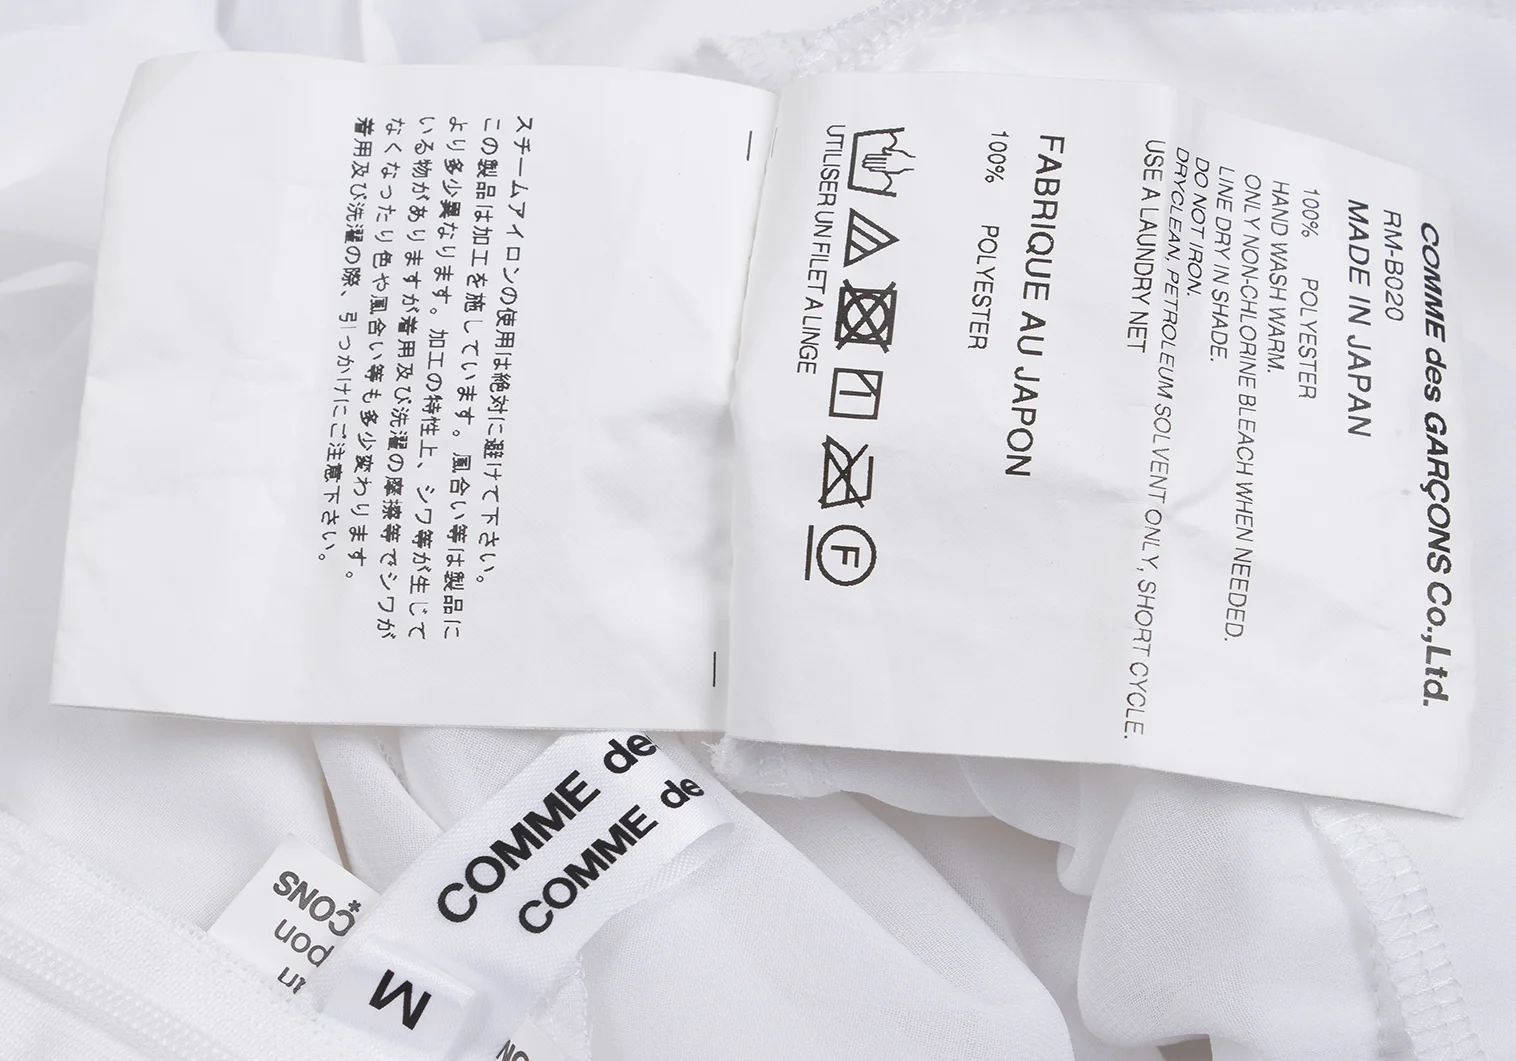 COMME des GARÇONS Co.,Ltd.
RM-B020
MADE IN JAPAN
100% POLYESTER
HAND WASH WARM.
ONLY NON-CHLORINE BLEACH WHEN NEEDED.
LINE DRY IN SHADE.
DO NOT IRON.
DRYCLEAN, PETROLEUM SOLVENT ONLY, SHORT CYCLE.
USE A LAUNDRY NET
FABRIQUE AU JAPON
100% POLYESTER
F
UTILISER UN FILET A LINGE
スチームアイロンの使用は絶対に避けて下さい。
この製品は加工を施しています。風合い等は製品に
より多少異なります。加工の特性上、シワ等が生じて
いる物がありますが着用及び洗濯の摩擦等でシワが
なくなったり色や風合い等も多少変わります。
着用及び洗濯の際、引っかけにご注意下さい。
COMME de
COMME de
M
CONS
pon
in